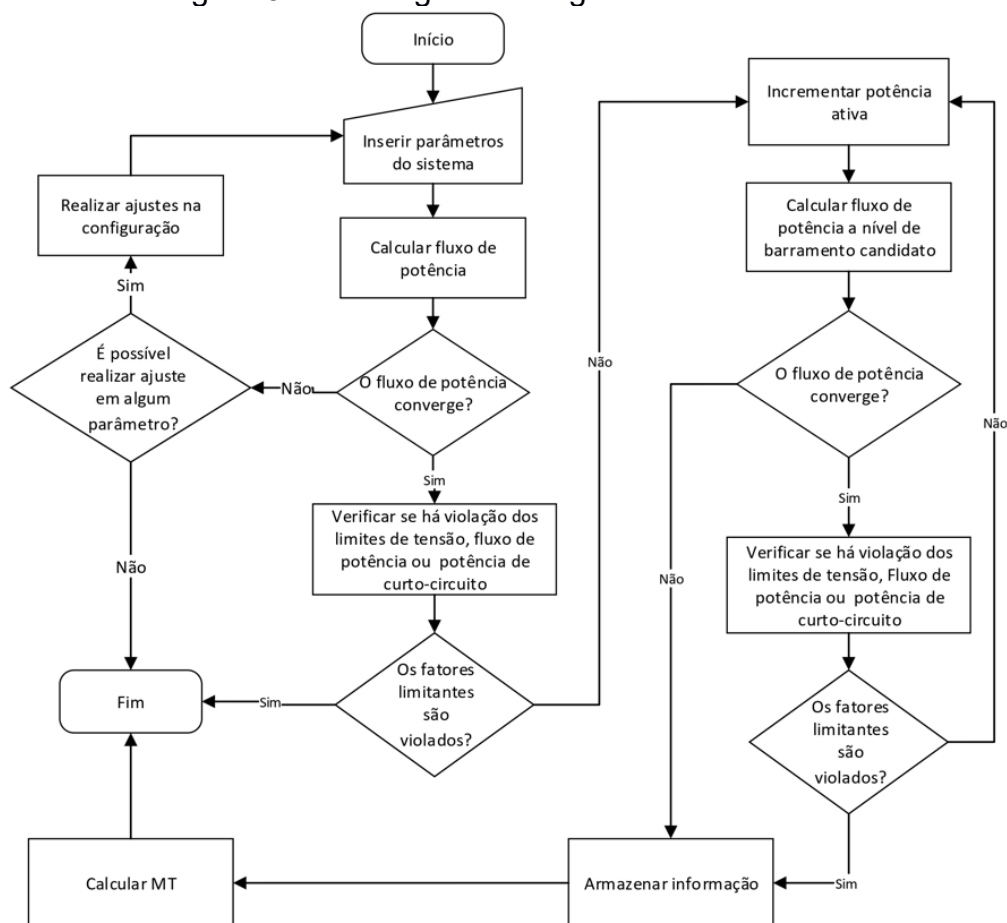 Início
Inserir parâmetros
do sistema
Realizar ajustes na
configuração
Calcular fluxo de
potência
Sim
É possível
realizar ajuste
em algum
parâmetro?
Não
O fluxo de potência
converge?
Sim
Verificar se há violação dos
limites de tensão, fluxo de
potência ou potência de
curto-circuito
Não
Os fatores
limitantes
são
violados?
Sim
Fim
Não
Incrementar potência
ativa
Calcular fluxo de
potência a nível de
barramento candidato
O fluxo de potência
converge?
Não
Não
Sim
Verificar se há violação dos
limites de tensão, Fluxo de
potência ou potência de
curto-circuito
Os fatores
limitantes
são
violados?
Sim
Armazenar informação
Calcular MT